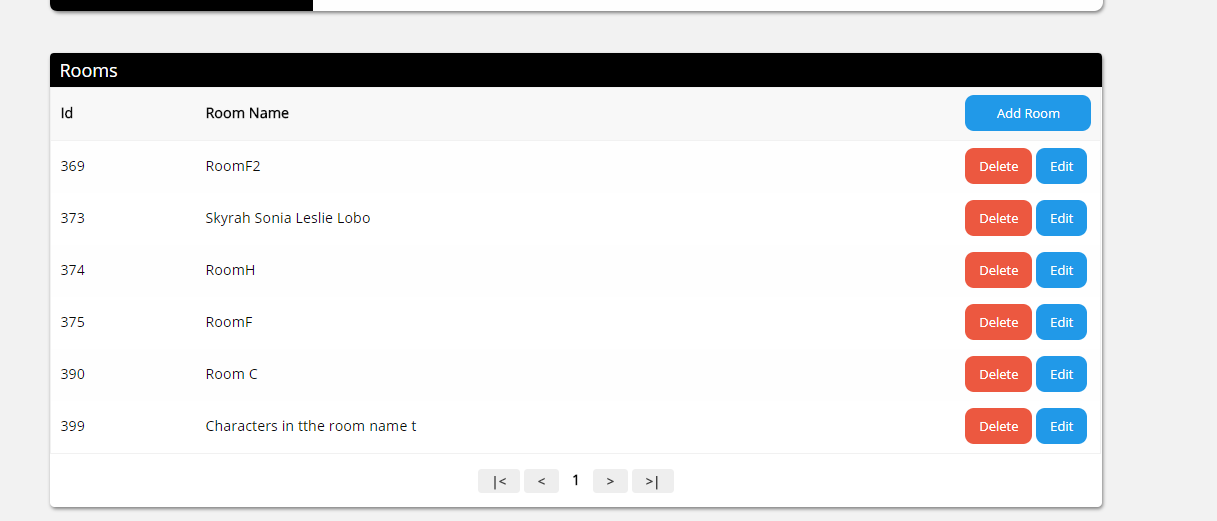 Rooms
Id Room Name Add Room
369 RoomF2 Delete Edit
373 Skyrah Sonia Leslie Lobo Delete Edit
374 RoomH Delete Edit
375 RoomF Delete Edit
390 Room C Delete Edit
399 Characters in tthe room name t Delete Edit
|< < 1 > >|